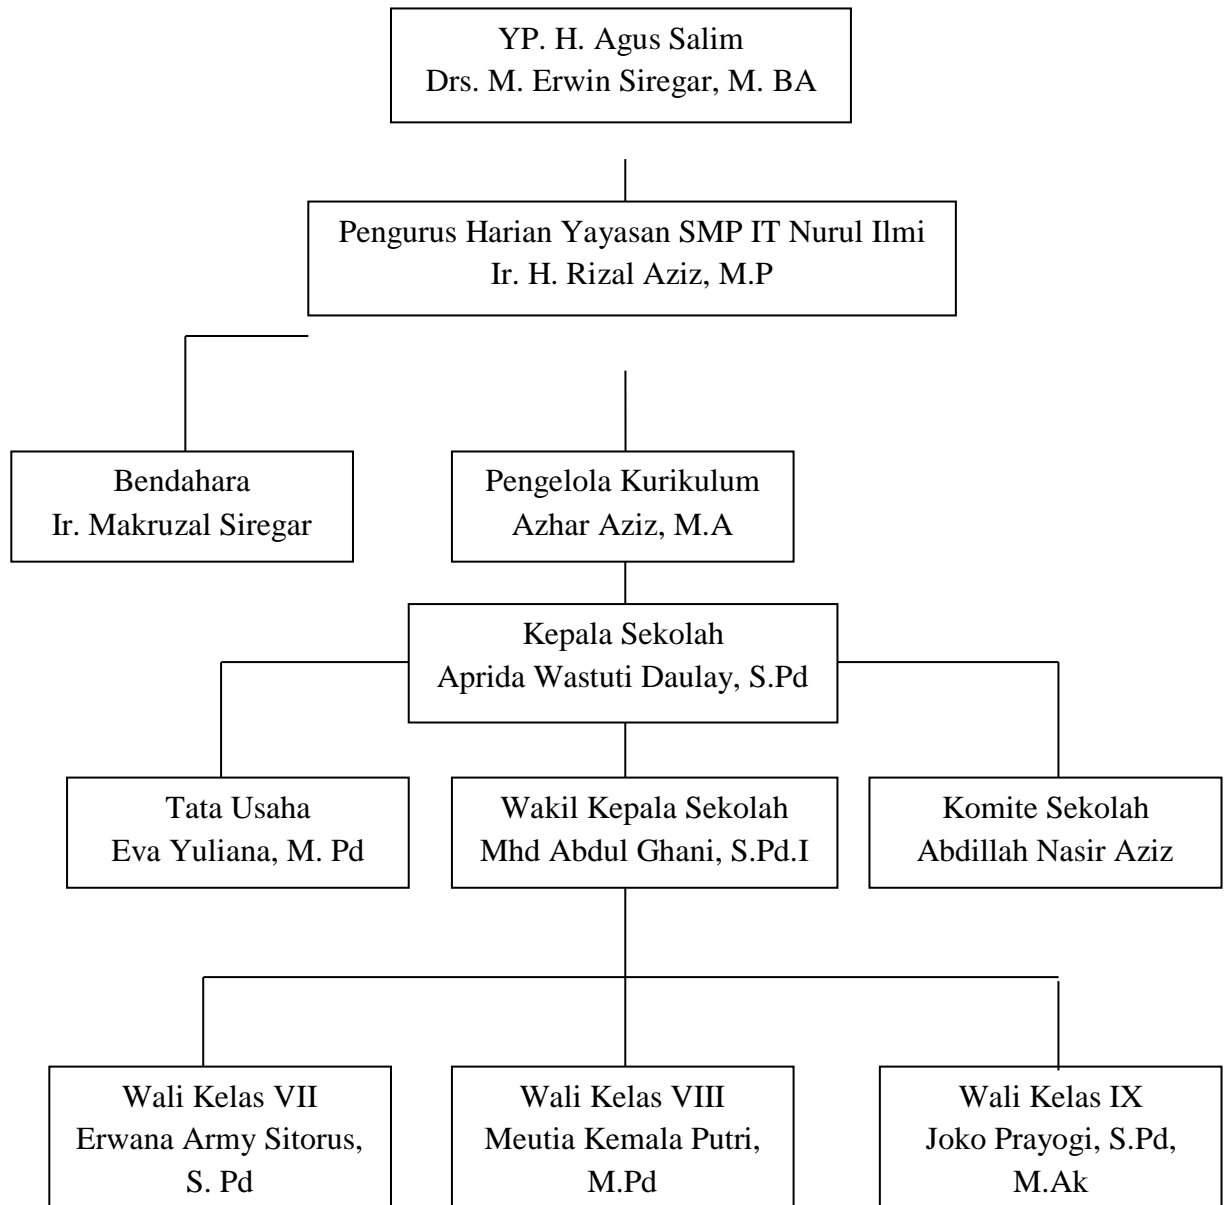 YP. H. Agus Salim
Drs. M. Erwin Siregar, M. BA
Pengurus Harian Yayasan SMP IT Nurul Ilmi
Ir. H. Rizal Aziz, M.P
Bendahara
Ir. Makruzal Siregar
Pengelola Kurikulum
Azhar Aziz, M.A
Kepala Sekolah
Aprida Wastuti Daulay, S.Pd
Tata Usaha
Eva Yuliana, M. Pd
Wakil Kepala Sekolah
Mhd Abdul Ghani, S.Pd.I
Komite Sekolah
Abdillah Nasir Aziz
Wali Kelas VII
Erwana Army Sitorus,
S. Pd
Wali Kelas VIII
Meutia Kemala Putri,
M.Pd
Wali Kelas IX
Joko Prayogi, S.Pd,
M.Ak